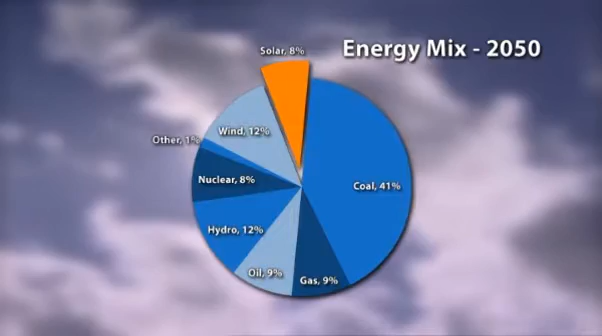 Energy Mix - 2050
Solar, 8%
Coal, 41%
Gas, 9%
Oil, 9%
Hydro, 12%
Nuclear, 8%
Other, 1%
Wind, 12%